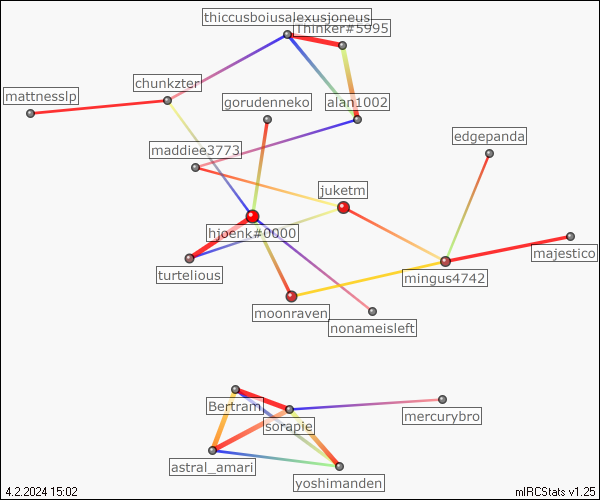 thiccusboiusalexusjoneus
Thinker#5995
chunkzter
mattnesslp
gorudenneko
alan1002
edgepanda
maddiee3773
juketm
hjoenk#0000
majestico
turtelious
mingus4742
moonraven
nonameisleft
Bertram
mercurybro
sorapie
astral_amari
yoshimanden
4.2.2024 15:02
mIRCStats v1.25